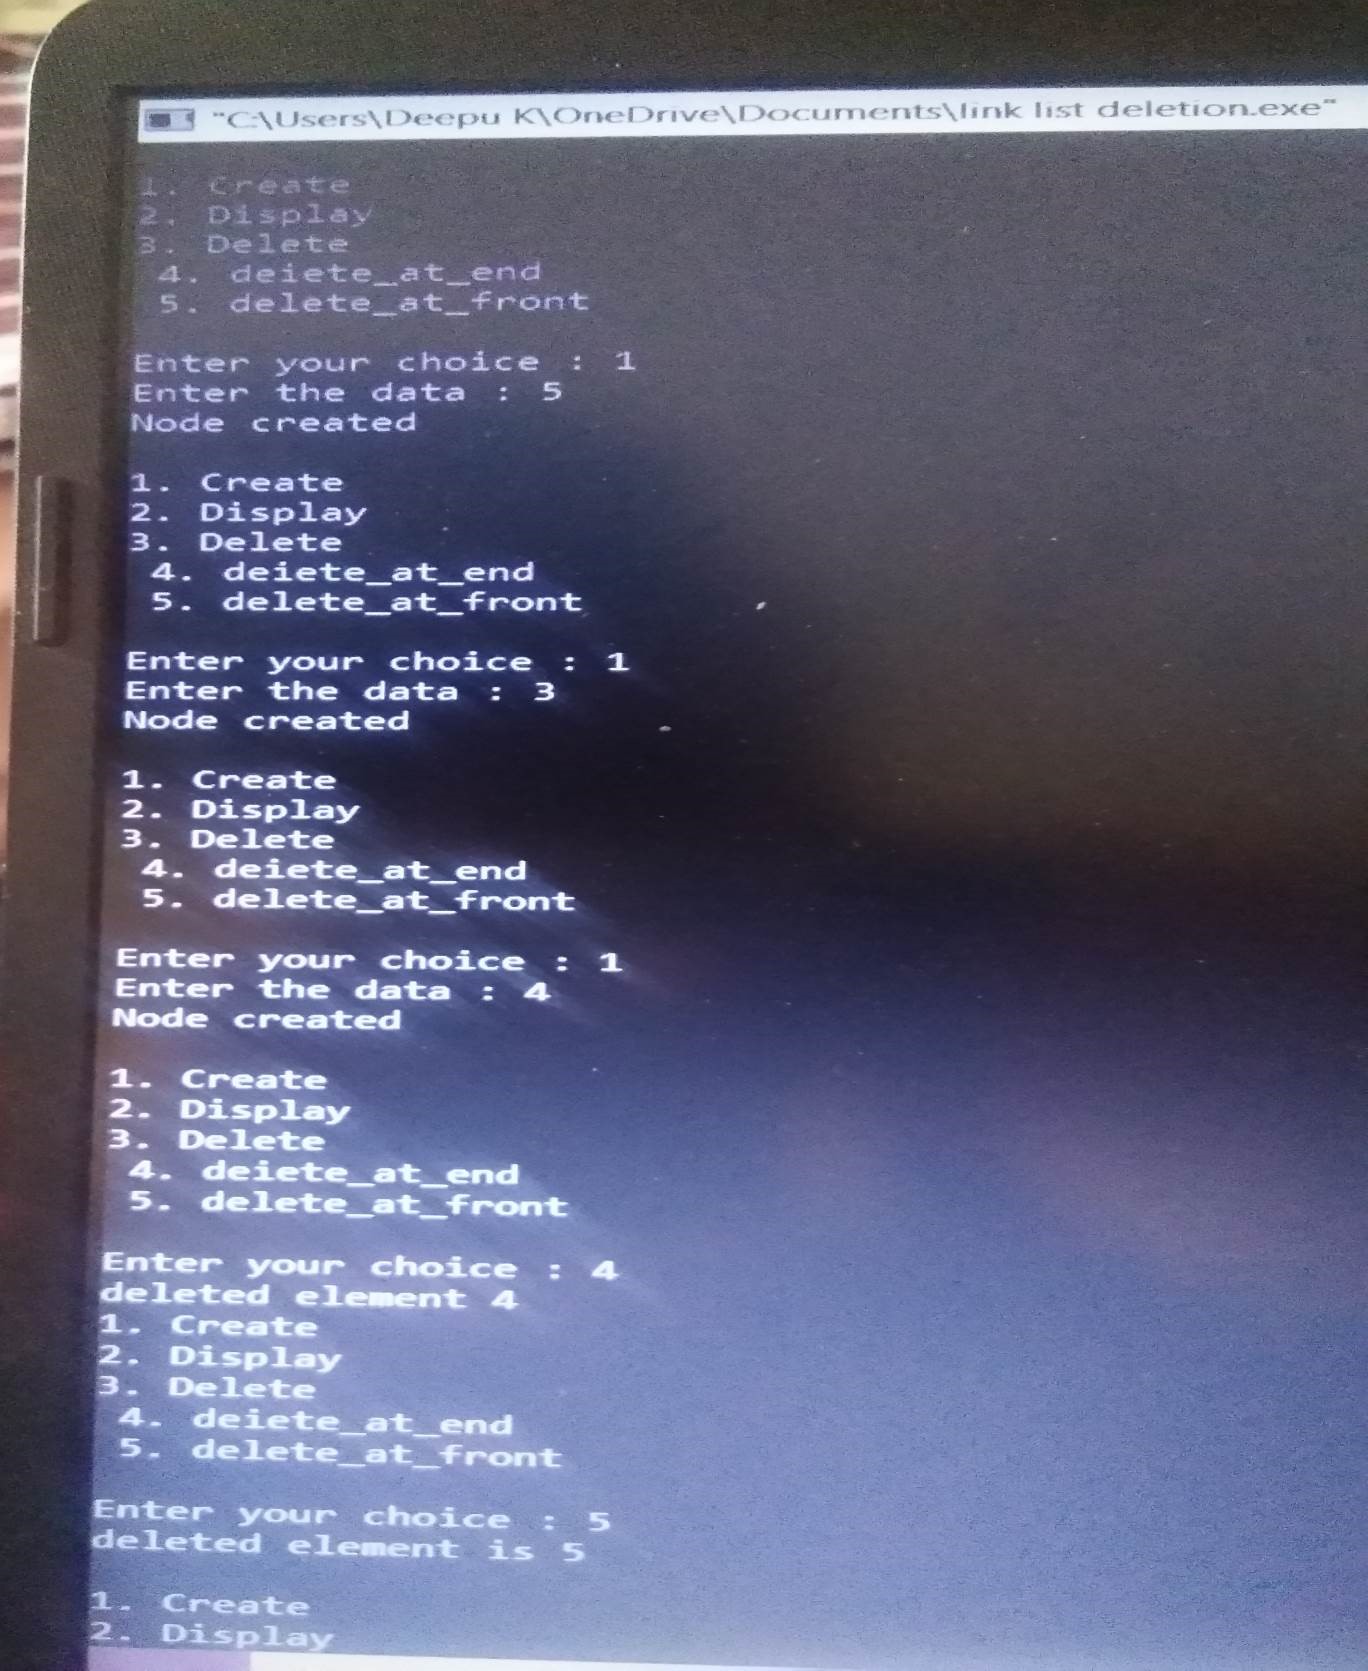 "C:\Users\Deepu K\OneDrive\Documents\link list deletion.exe"
1. Create
2. Display
3. Delete
4. deiete_at_end
5. delete_at_front
Enter your choice : 1
Enter the data : 5
Node created
1. Create
2. Display
3. Delete
4. deiete_at_end
5. delete_at_front
Enter your choice : 1
Enter the data : 3
Node created
1. Create
2. Display
3. Delete
4. deiete_at_end
5. delete_at_front
Enter your choice : 1
Enter the data : 4
Node created
1. Create
2. Display
3. Delete
4. deiete_at_end
5. delete_at_front
Enter your choice : 4
deleted element 4
1. Create
2. Display
3. Delete
4. deiete_at_end
5. delete_at_front
Enter your choice : 5
deleted element is 5
1. Create
2. Display